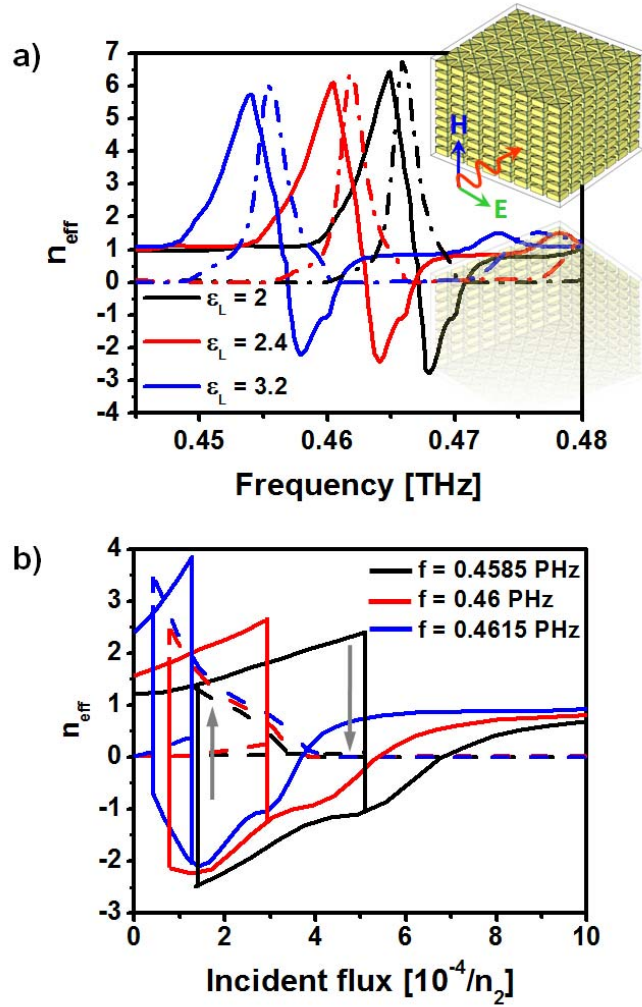 a)
7
6
5
4
3
2
1
0
-1
-2
-3
-4
n_eff
ε_L = 2
ε_L = 2.4
ε_L = 3.2
0.45 0.46 0.47 0.48
Frequency [THz]
H
E
b)
4
3
2
1
0
-1
-2
-3
n_eff
f = 0.4585 PHz
f = 0.46 PHz
f = 0.4615 PHz
0 2 4 6 8 10
Incident flux [10^-4/n_2]